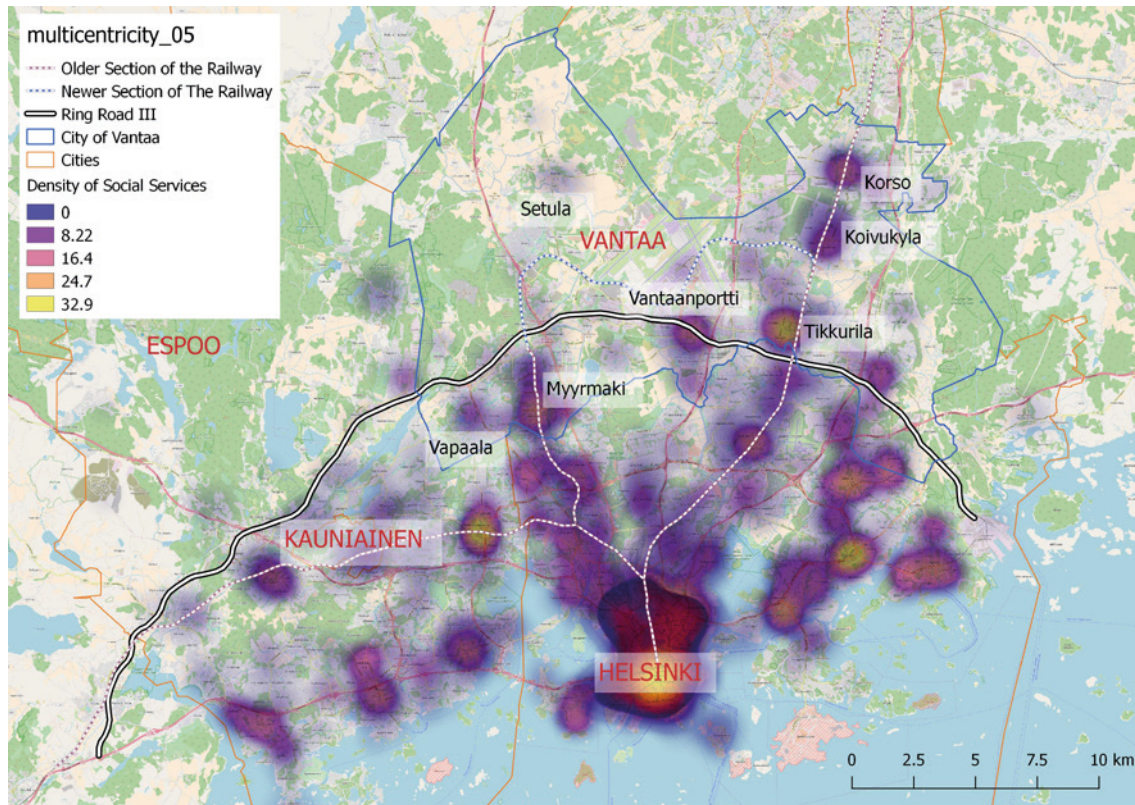 multicentricity_05
Older Section of the Railway
Newer Section of The Railway
Ring Road III
City of Vantaa
Cities
Density of Social Services
0
8.22
16.4
24.7
32.9
Korso
Setula
VANTAA
Koivukyla
Vantaanportti
Tikkurila
ESPOO
Myyrmaki
Vapaala
KAUNIAINEN
HELSINKI
0 2.5 5 7.5 10 km